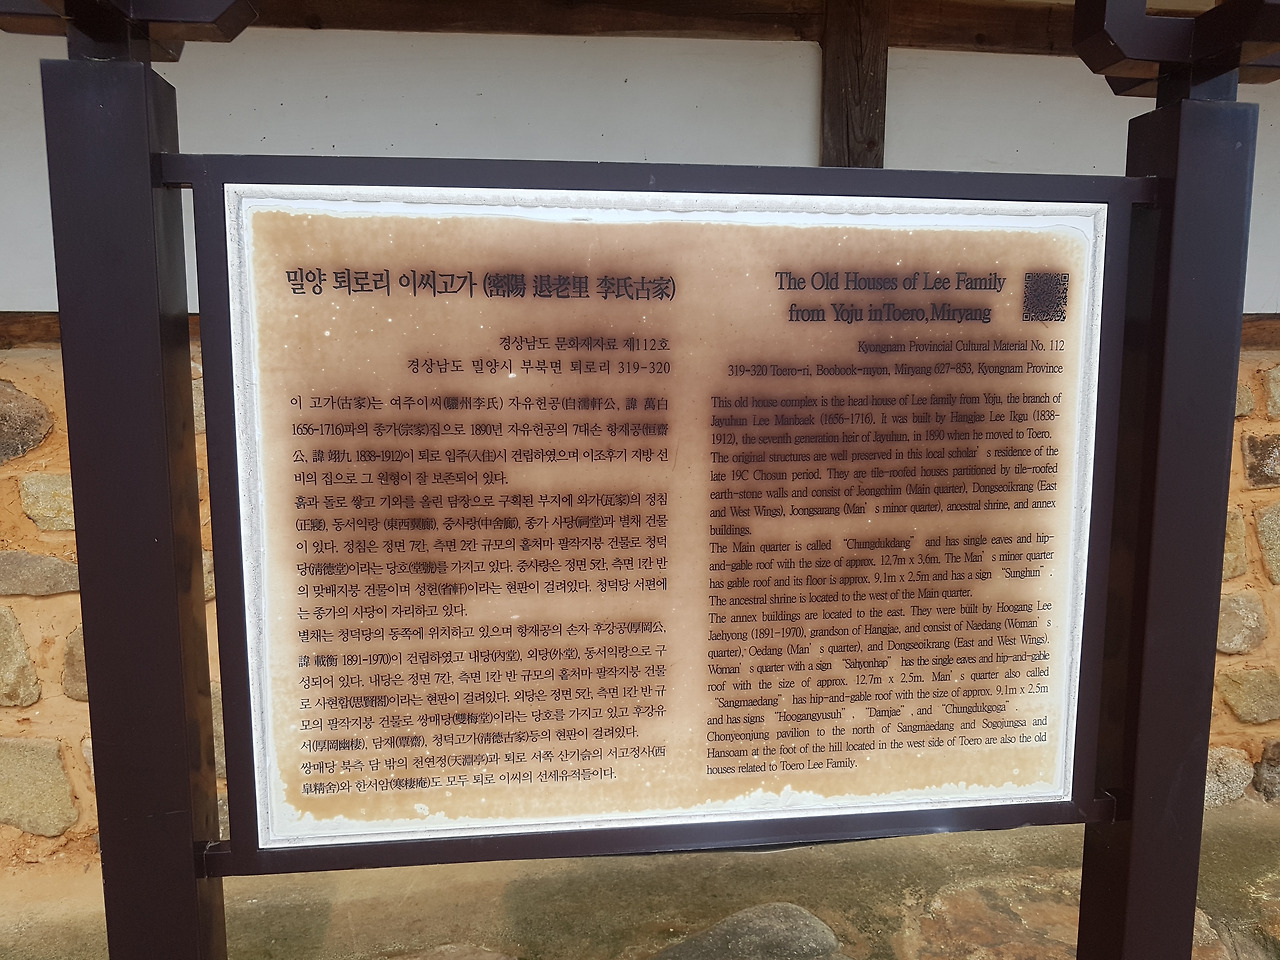 밀양 퇴로리 이씨고가 (密陽 退老里 李氏古家)
경상남도 문화재자료 제112호
경상남도 밀양시 부북면 퇴로리 319-320
이 고가(古家)는 여주이씨(驪州李氏) 자유헌공(自濡軒公, 諱 萬白
1656-1716)파의 종가(宗家)집으로 1890년 자유헌공의 7대손 항재공(恒齋
公, 諱 翊九 1838-1912)이 퇴로 입주(入住)시 건립하였으며 이조후기 지방 선
비의 집으로 그 원형이 잘 보존되어 있다.
흙과 돌로 쌓고 기와를 올린 담장으로 구획된 부지에 와가(瓦家)의 정침
(正寢), 동서익랑 (東西翼廊), 중사랑(中舍廊), 종가 사당(祠堂)과 별채 건물
이 있다. 정침은 정면 7칸, 측면 2칸 규모의 홑처마 팔작지붕 건물로 청덕
당(淸德堂)이라는 당호(堂號)를 가지고 있다. 중사랑은 정면 5칸, 측면 1칸 반
의 맞배지붕 건물이며 성헌(省軒)이라는 현판이 걸려있다. 청덕당 서편에
는 종가의 사당이 자리하고 있다.
별채는 청덕당의 동쪽에 위치하고 있으며 항재공의 손자 후강공(厚岡公,
諱 載衡 1891-1970)이 건립하였고 내당(內堂), 외당(外堂), 동서익랑으로 구
성되어 있다. 내당은 정면 7칸, 측면 1칸 반 규모의 홑처마 팔작지붕 건물
로 사현합(思賢閤)이라는 현판이 걸려있다. 외당은 정면 5칸, 측면 1칸 반 규
모의 팔작지붕 건물로 쌍매당(雙梅堂)이라는 당호를 가지고 있고 후강유
서(厚岡幽棲), 담재(覃齋), 청덕고가(淸德古家)등의 현판이 걸려있다.
쌍매당 북측 담 밖의 천연정(天淵亭)과 퇴로 서쪽 산기슭의 서고정사(西
皐精舍)와 한서암(寒棲庵)도 모두 퇴로 이씨의 선세유적들이다.
The Old Houses of Lee Family
from Yoju inToero, Miryang
Kyongnam Provincial Cultural Material No. 112
319-320 Toero-ri, Boobook-myon, Miryang 627-853, Kyongnam Province
This old house complex is the head house of Lee family from Yoju, the branch of
Jayuhun Lee Manbaek (1656-1716). It was built by Hangjae Lee Ikgu (1838-
1912), the seventh generation heir of Jayuhun, in 1890 when he moved to Toero.
The original structures are well preserved in this local scholar's residence of the
late 19C Chosun period. They are tile-roofed houses partitioned by tile-roofed
earth-stone walls and consist of Jeongchim (Main quarter), Dongseoikrang (East
and West Wings), Joongsarang (Man's minor quarter), ancestral shrine, and annex
buildings.
The Main quarter is called "Chungdukdang" and has single eaves and hip-
and-gable roof with the size of approx. 12.7m x 3.6m. The Man's minor quarter
has gable roof and its floor is approx. 9.1m x 2.5m and has a sign "Sunghun".
The ancestral shrine is located to the west of the Main quarter.
The annex buildings are located to the east. They were built by Hoogang Lee
Jaehyong (1891-1970), grandson of Hangjae, and consist of Naedang (Woman's
quarter), Oedang (Man's quarter), and Dongseoikrang (East and West Wings).
Woman's quarter with a sign "Sahyonhap" has the single eaves and hip-and-gable
roof with the size of approx. 12.7m x 2.5m. Man's quarter also called
"Sangmaedang" has hip-and-gable roof with the size of approx. 9.1m x 2.5m
and has signs "Hoogangyusuh", "Damjae", and "Chungdukgoga".
Chonyeonjung pavilion to the north of Sangmaedang and Sogojungsa and
Hansoam at the foot of the hill located in the west side of Toero are also the old
houses related to Toero Lee Family.